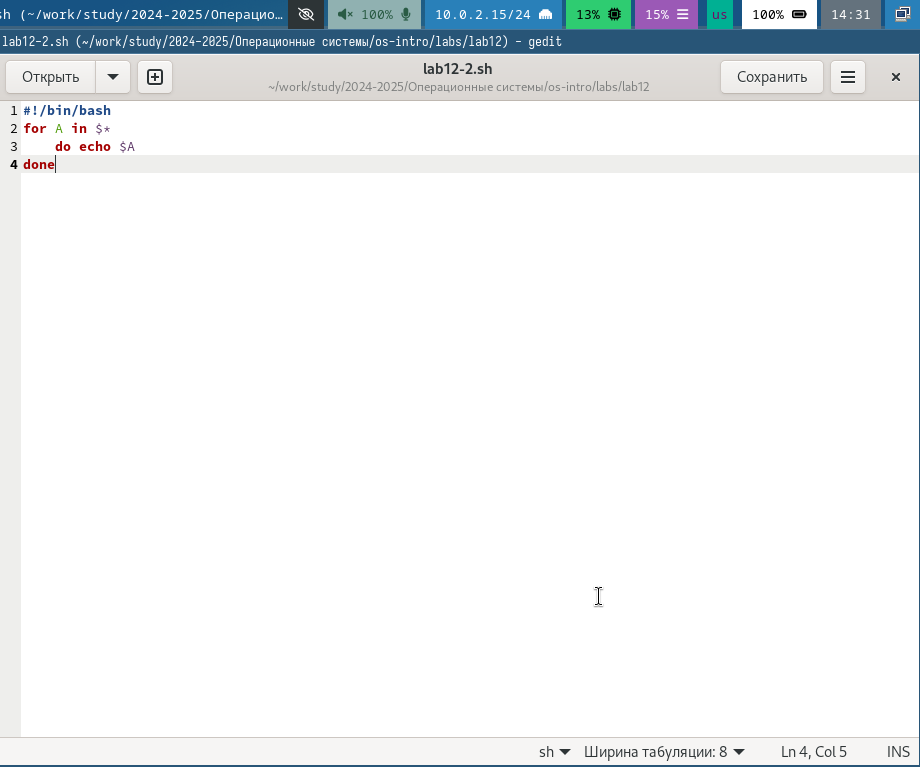 sh (~/work/study/2024-2025/Операцио… 100% 10.0.2.15/24 13% 15% us 100% 14:31
lab12-2.sh (~/work/study/2024-2025/Операционные системы/os-intro/labs/lab12) - gedit
Открыть lab12-2.sh Сохранить
~/work/study/2024-2025/Операционные системы/os-intro/labs/lab12
1 #!/bin/bash
2 for A in $*
3     do echo $A
4 done
sh Ширина табуляции: 8 Ln 4, Col 5 INS